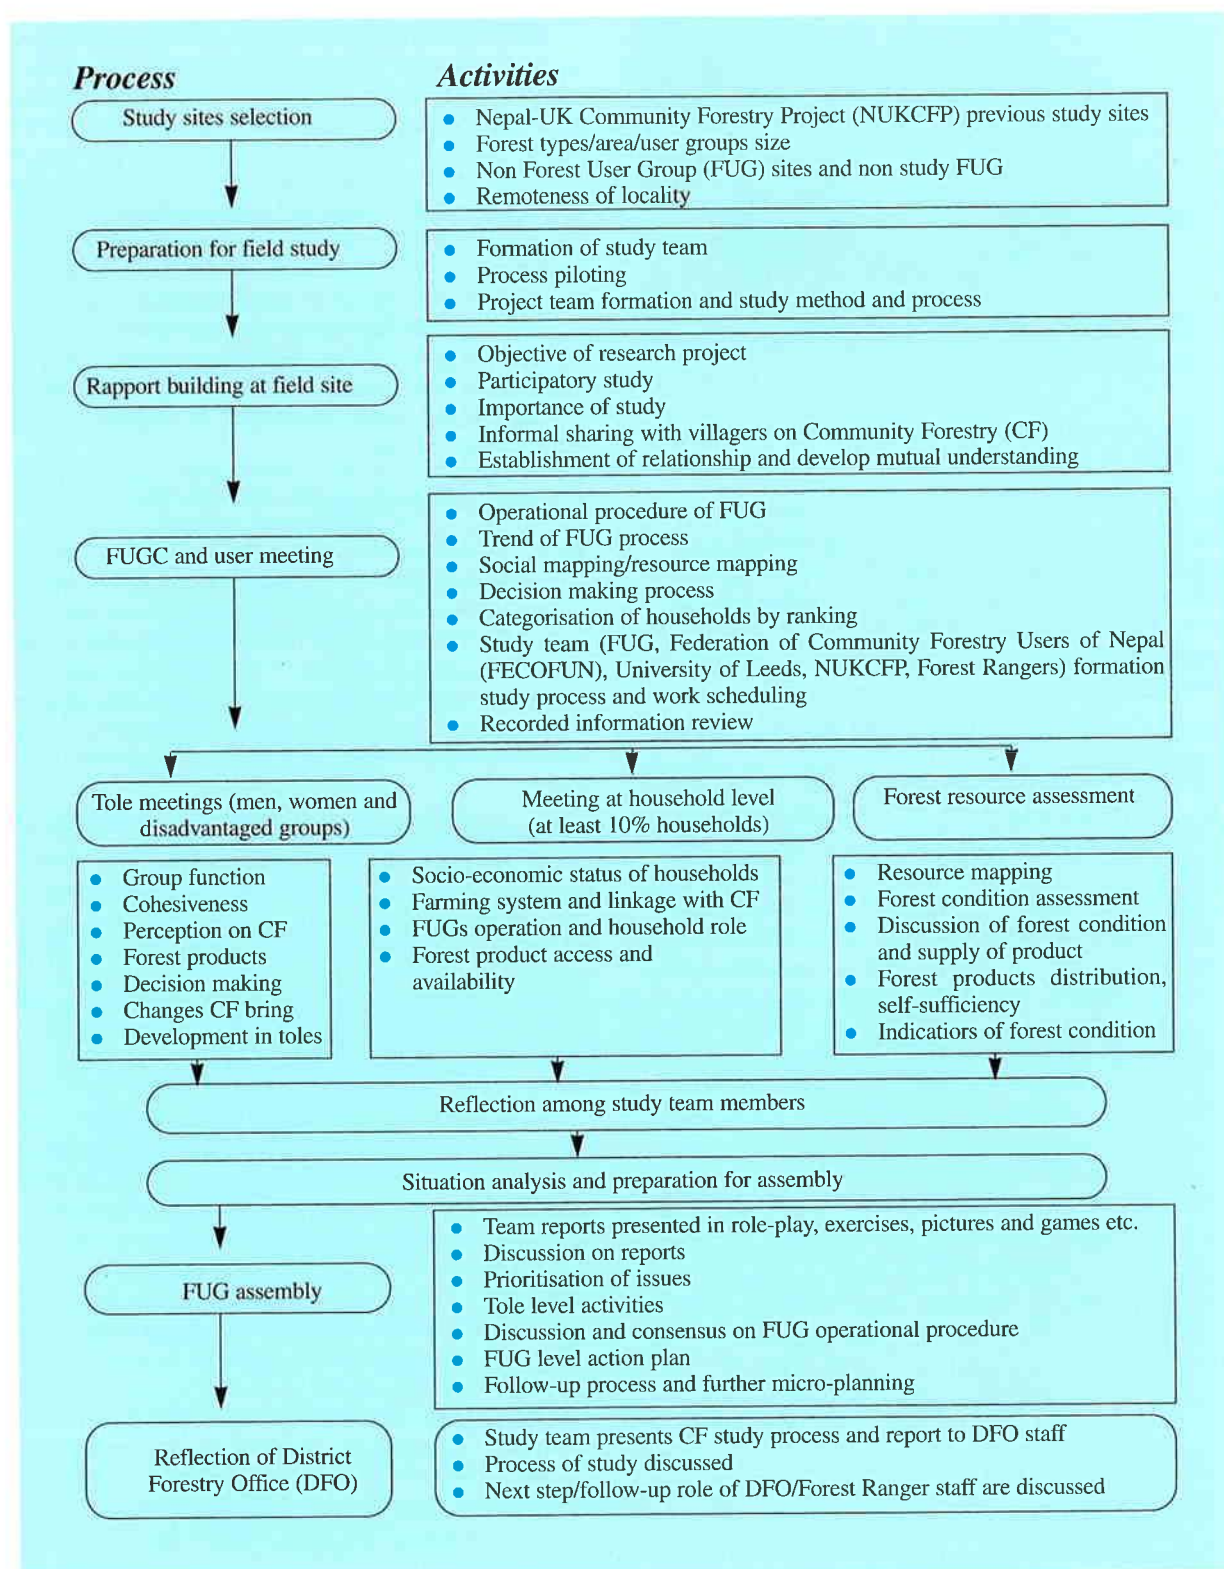 Process
Activities
Study sites selection
• Nepal-UK Community Forestry Project (NUKCFP) previous study sites
• Forest types/area/user groups size
• Non Forest User Group (FUG) sites and non study FUG
• Remoteness of locality
Preparation for field study
• Formation of study team
• Process piloting
• Project team formation and study method and process
Rapport building at field site
• Objective of research project
• Participatory study
• Importance of study
• Informal sharing with villagers on Community Forestry (CF)
• Establishment of relationship and develop mutual understanding
FUGC and user meeting
• Operational procedure of FUG
• Trend of FUG process
• Social mapping/resource mapping
• Decision making process
• Categorisation of households by ranking
• Study team (FUG, Federation of Community Forestry Users of Nepal
(FECOFUN), University of Leeds, NUKCFP, Forest Rangers) formation
study process and work scheduling
• Recorded information review
Tole meetings (men, women and
disadvantaged groups)
Meeting at household level
(at least 10% households)
Forest resource assessment
• Group function
• Cohesiveness
• Perception on CF
• Forest products
• Decision making
• Changes CF bring
• Development in toles
• Socio-economic status of households
• Farming system and linkage with CF
• FUGs operation and household role
• Forest product access and
availability
• Resource mapping
• Forest condition assessment
• Discussion of forest condition
and supply of product
• Forest products distribution,
self-sufficiency
• Indicatiors of forest condition
Reflection among study team members
Situation analysis and preparation for assembly
FUG assembly
• Team reports presented in role-play, exercises, pictures and games etc.
• Discussion on reports
• Prioritisation of issues
• Tole level activities
• Discussion and consensus on FUG operational procedure
• FUG level action plan
• Follow-up process and further micro-planning
Reflection of District
Forestry Office (DFO)
• Study team presents CF study process and report to DFO staff
• Process of study discussed
• Next step/follow-up role of DFO/Forest Ranger staff are discussed